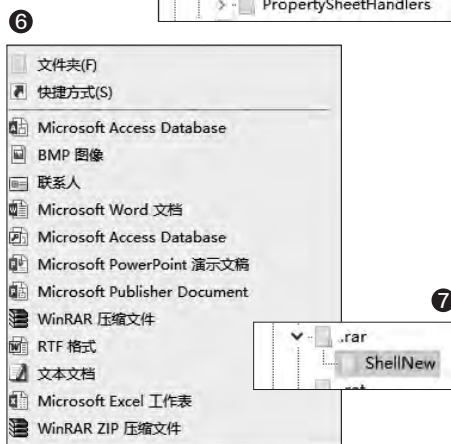 PropertySheetHandlers
❻
文件夹(F)
快捷方式(S)
Microsoft Access Database
BMP 图像
联系人
Microsoft Word 文档
Microsoft Access Database
Microsoft PowerPoint 演示文稿
Microsoft Publisher Document
WinRAR 压缩文件
RTF 格式
文本文档
Microsoft Excel 工作表
WinRAR ZIP 压缩文件
❼
.rar
ShellNew